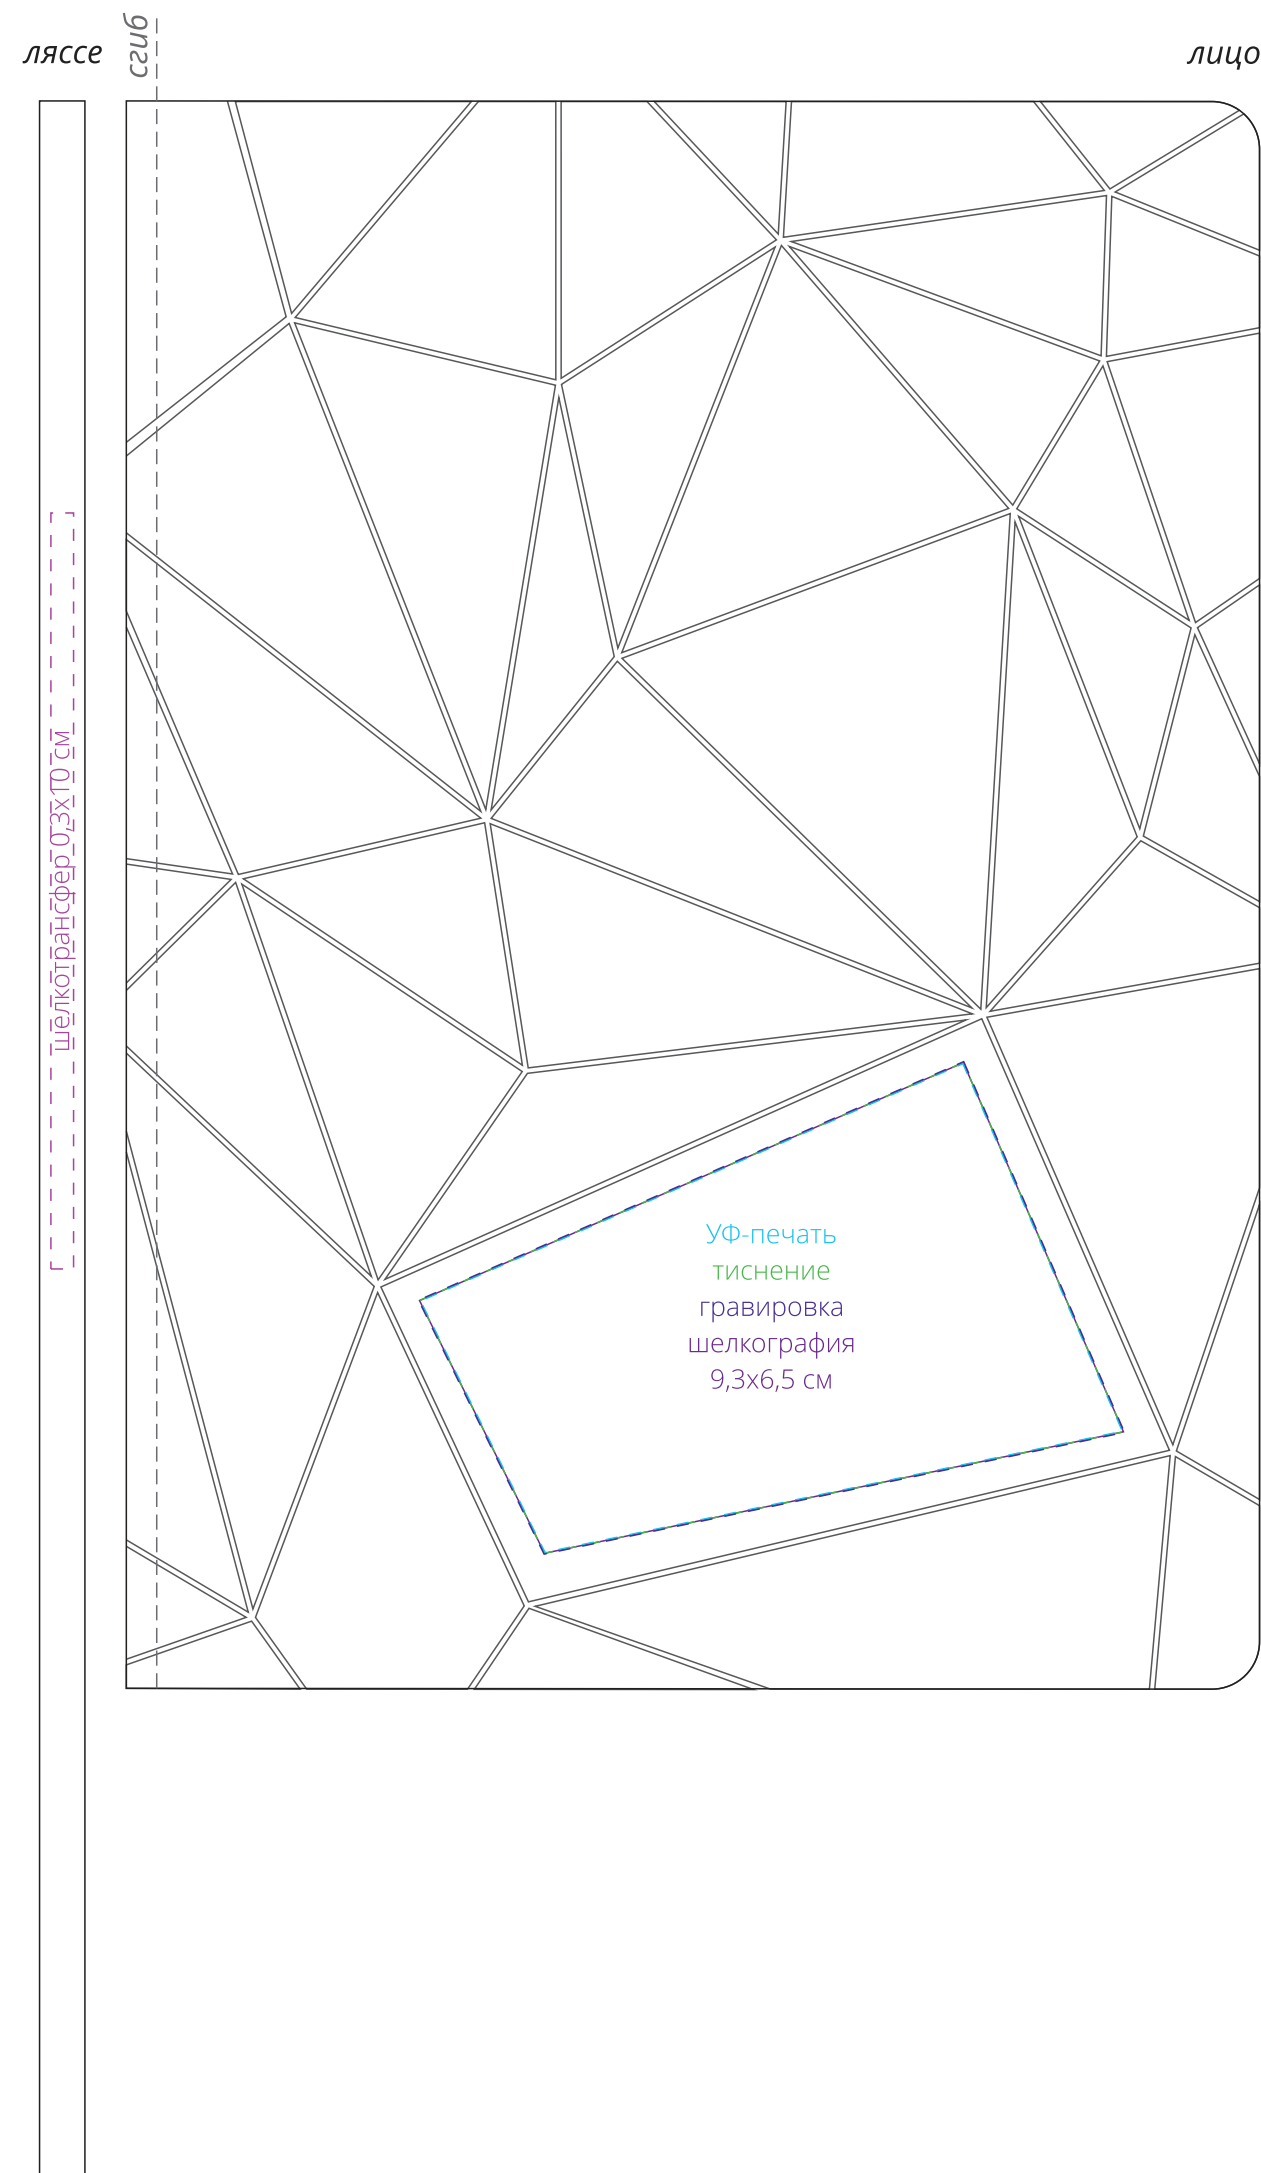 ляссе
сгиб
лицо
шелкотрансфер 0,3х10 см
УФ-печать
тиснение
гравировка
шелкография
9,3х6,5 см